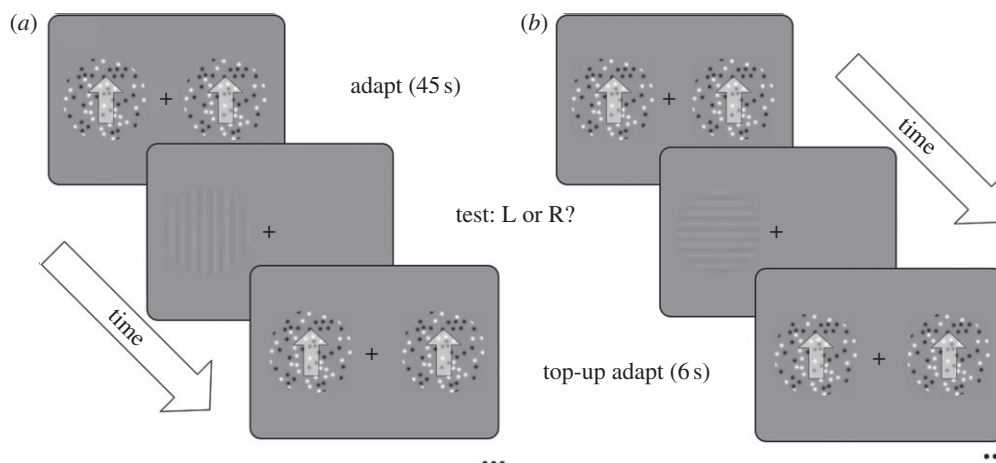 (a)
(b)
adapt (45 s)
time
test: L or R?
time
top-up adapt (6 s)
...
..